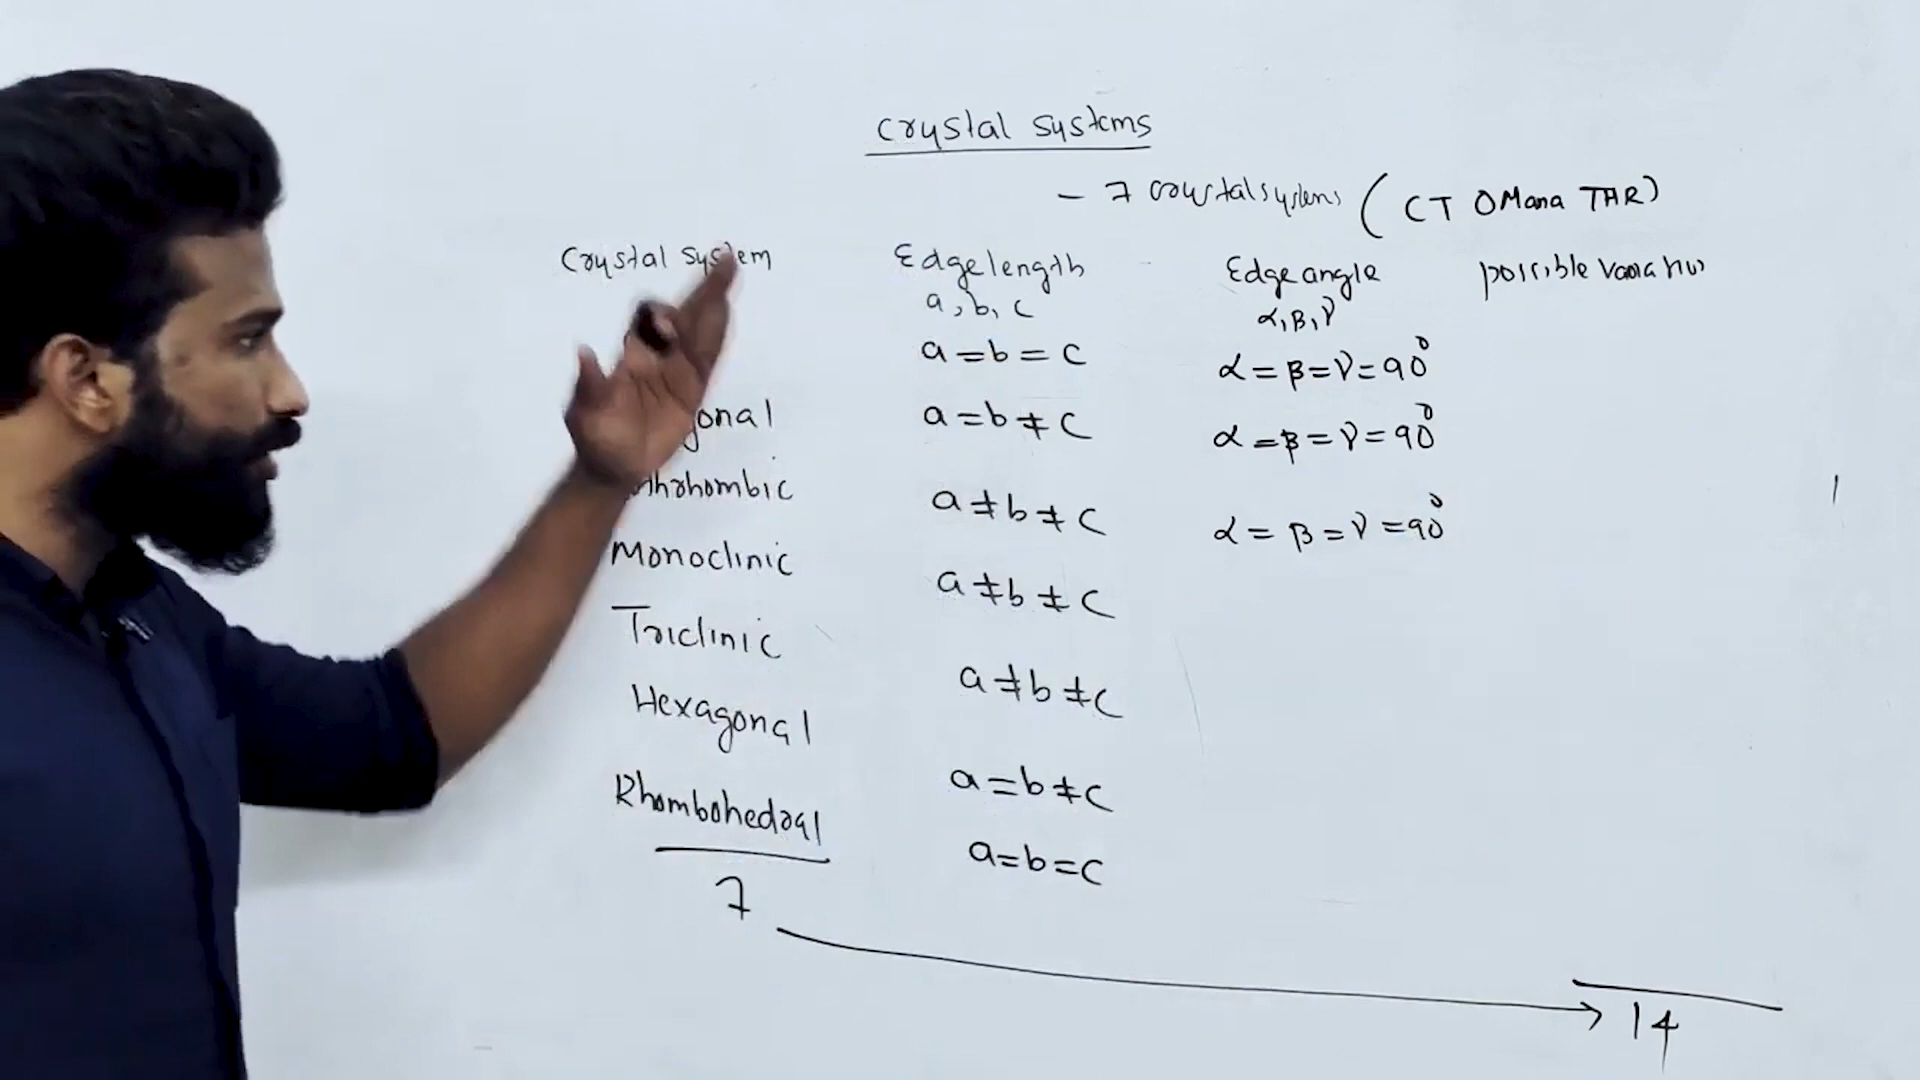 Crystal Systems
– 7 crystal systems (CT OMana THR)
Crystal System Edge length Edge angle possible
a, b, c α, β, γ
a = b = c α = β = γ = 90°
onal a = b ≠ c α = β = γ = 90°
rhombic a ≠ b ≠ c α = β = γ = 90°
Monoclinic a ≠ b ≠ c
Triclinic a ≠ b ≠ c
Hexagonal a = b ≠ c
Rhombohedral a = b = c
7 14